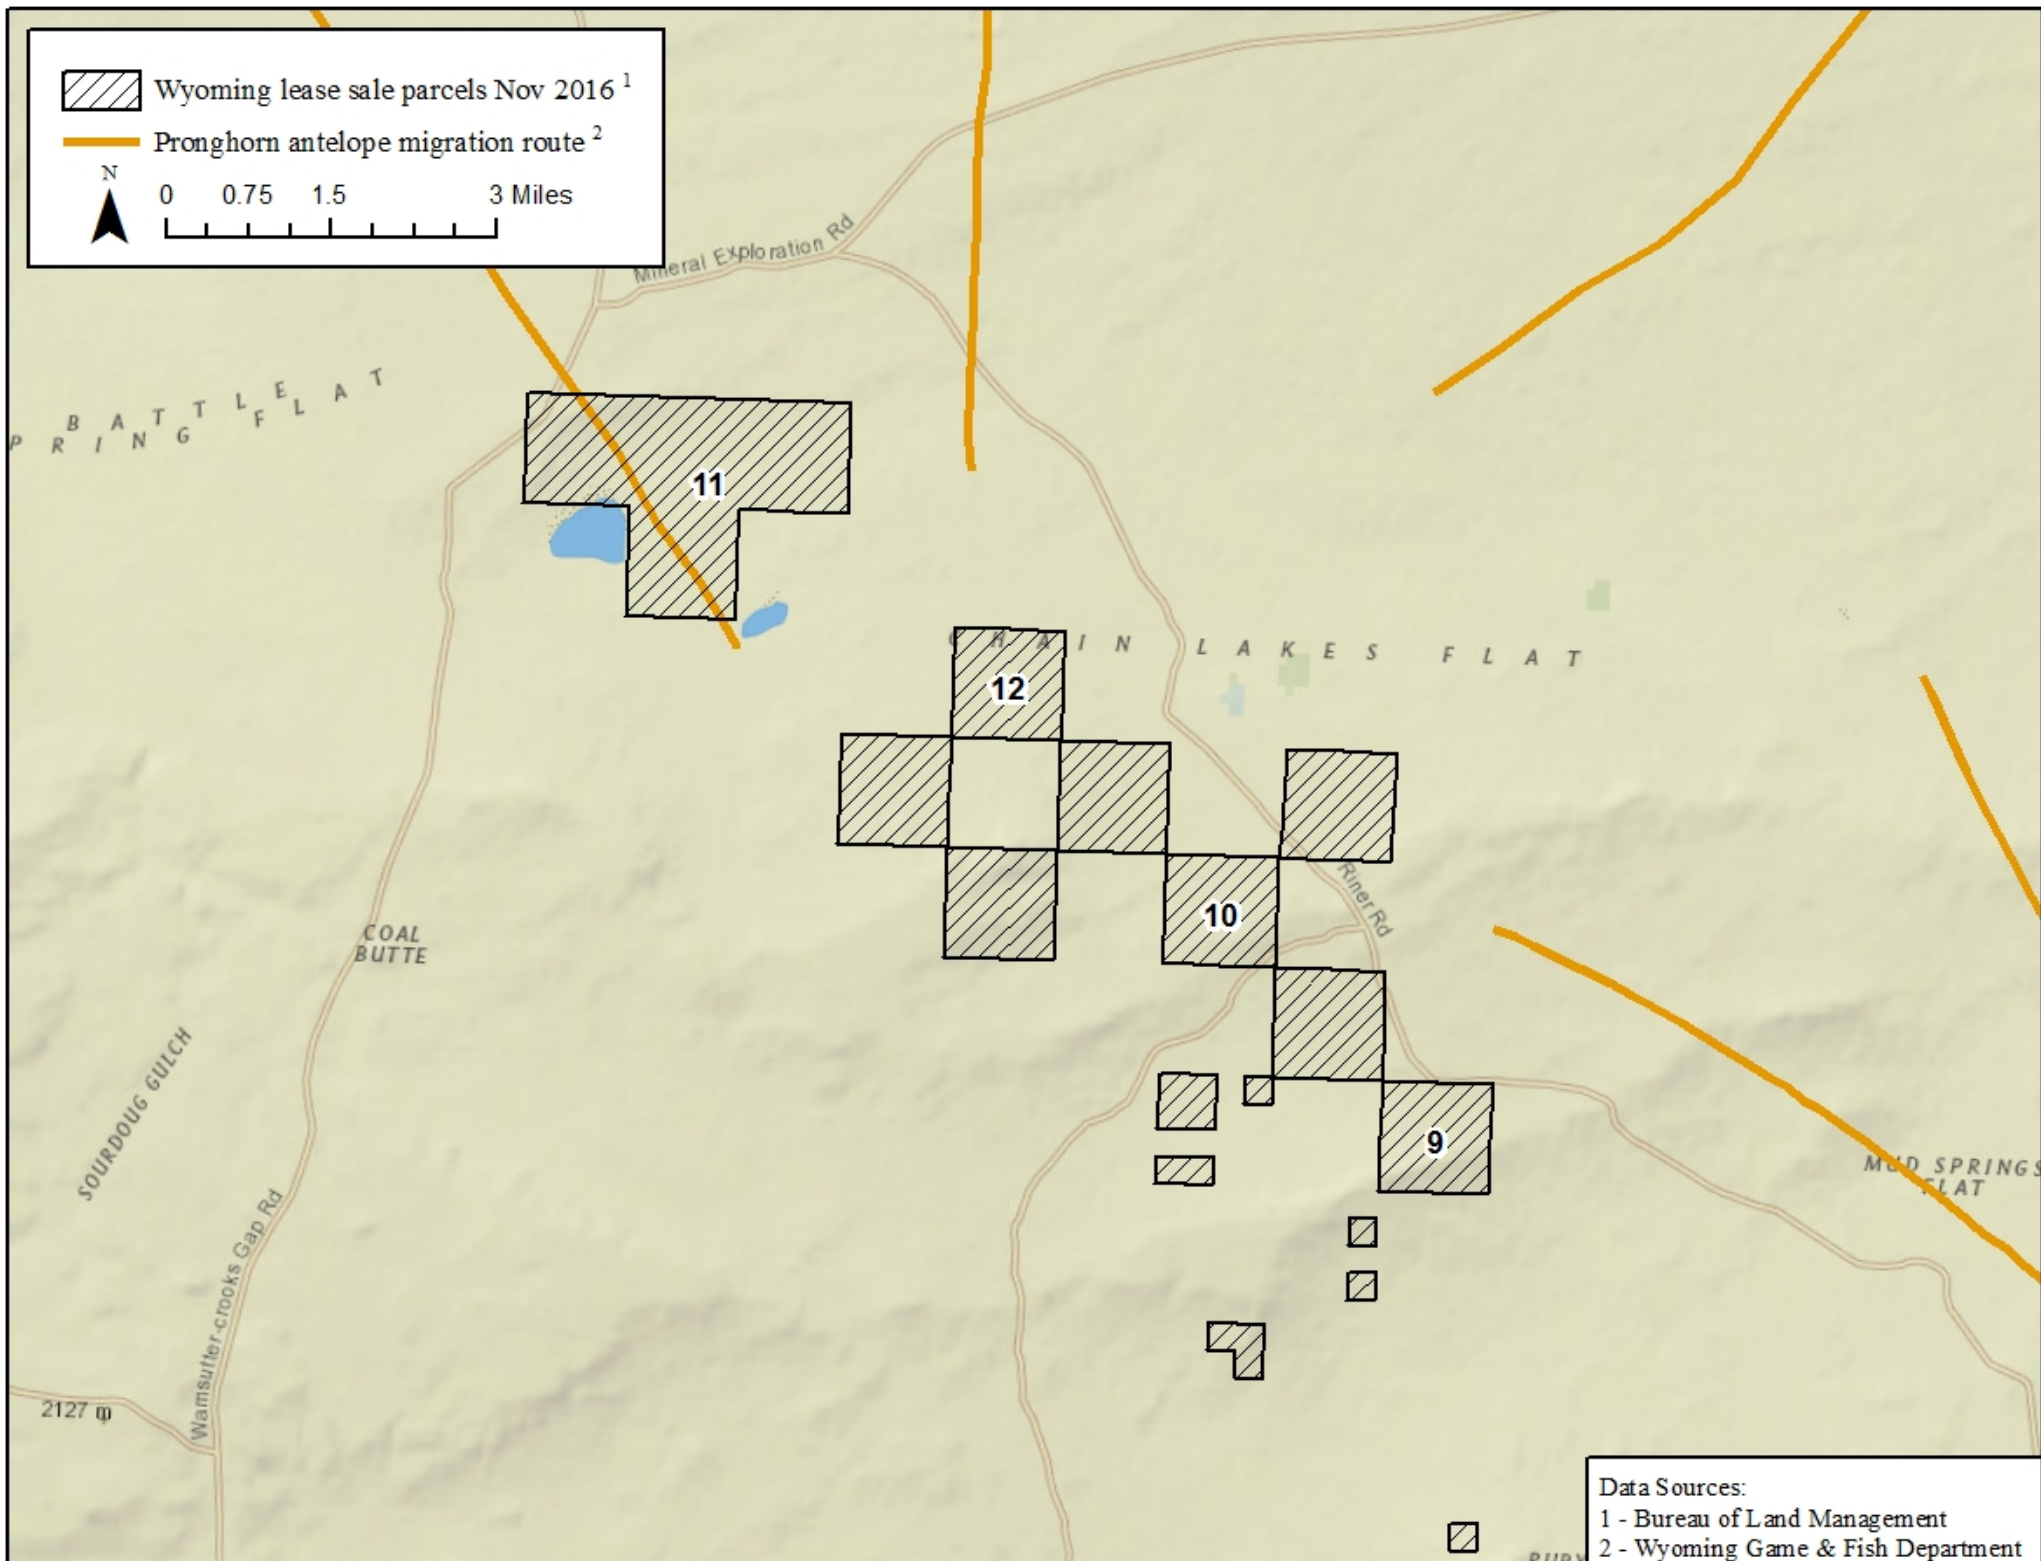 Wyoming lease sale parcels Nov 2016 1
Pronghorn antelope migration route 2
N
0 0.75 1.5 3 Miles
Mineral Exploration Rd
BATTLE
PRING FLAT
11
CHAIN LAKES FLAT
12
10
Riner Rd
COAL
BUTTE
SOURDOUG GULCH
9
MUD SPRINGS
FLAT
Wamsutter-crooks Gap Rd
2127 m
Data Sources:
1 - Bureau of Land Management
2 - Wyoming Game & Fish Department